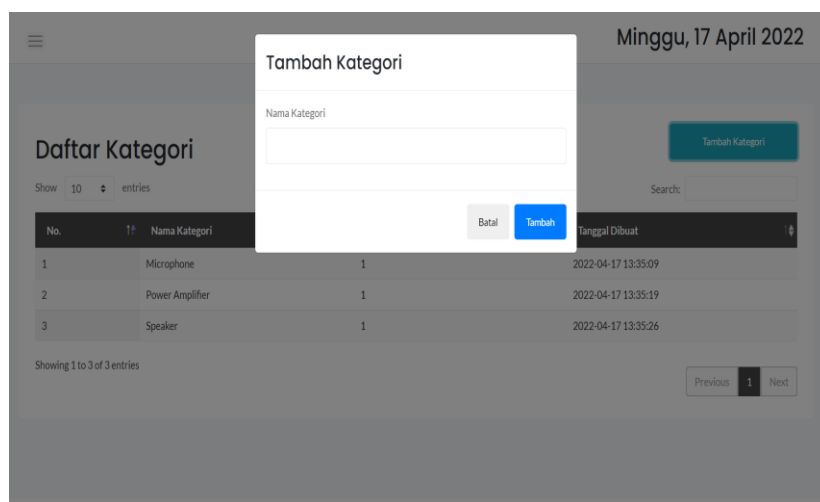 Minggu, 17 April 2022
Tambah Kategori
Nama Kategori
Batal Tambah
Daftar Kategori
Tambah Kategori
Show 10 entries
Search:
No. Nama Kategori Tanggal Dibuat
1 Microphone 1 2022-04-17 13:35:09
2 Power Amplifier 1 2022-04-17 13:35:19
3 Speaker 1 2022-04-17 13:35:26
Showing 1 to 3 of 3 entries
Previous 1 Next